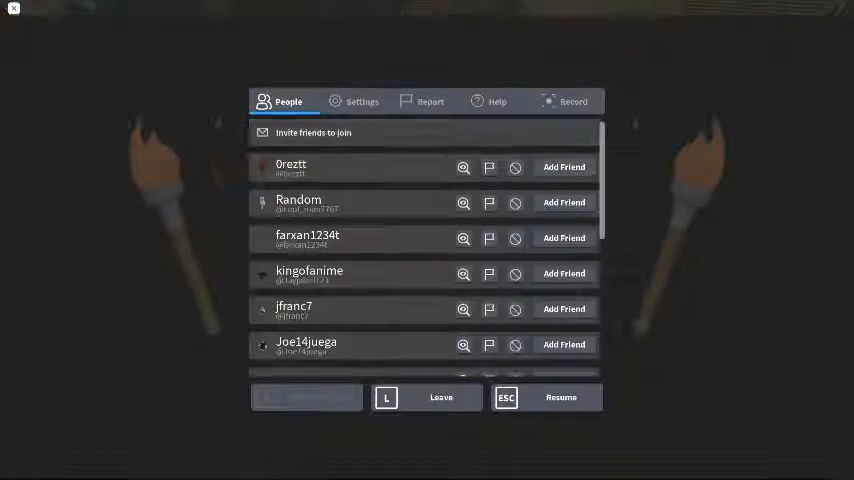 People Settings Report Help Record
Invite friends to join
0reztt Add Friend
@0reztt
Random Add Friend
farxan1234t Add Friend
@farxan1234t
kingofanime Add Friend
jfranc7 Add Friend
@jfranc7
Joe14juega Add Friend
@Joe14juega
L Leave ESC Resume